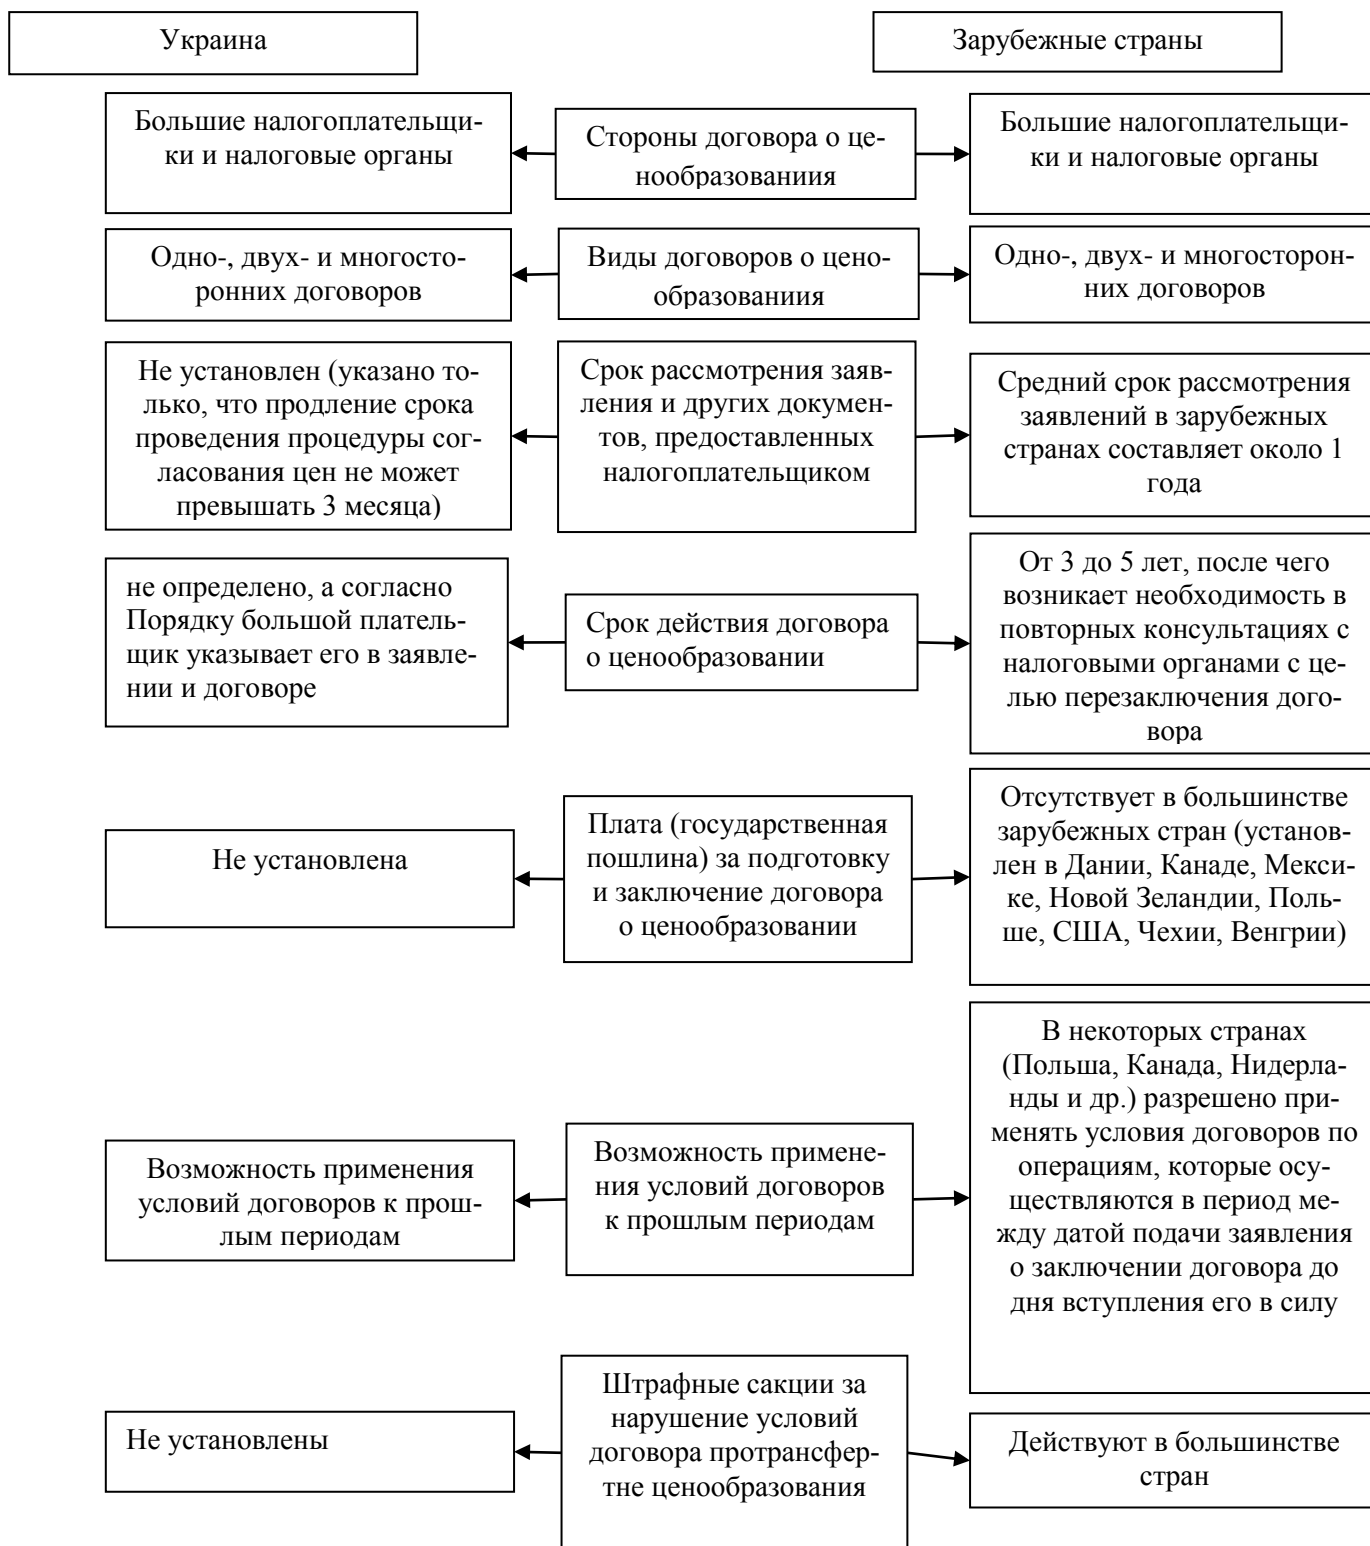 Украина
Зарубежные страны
Большие налогоплательщи-
ки и налоговые органы
Стороны договора о це-
нообразованиия
Большие налогоплательщи-
ки и налоговые органы
Одно-, двух- и многосто-
ронних договоров
Виды договоров о цено-
образованиия
Одно-, двух- и многосторон-
них договоров
Не установлен (указано то-
лько, что продление срока
проведения процедуры сог-
ласования цен не может
превышать 3 месяца)
Срок рассмотрения заяв-
ления и других докумен-
тов, предоставленных
налогоплательщиком
Средний срок рассмотрения
заявлений в зарубежных
странах составляет около 1
года
не определено, а согласно
Порядку большой платель-
щик указывает его в заявле-
нии и договоре
Срок действия договора
о ценообразовании
От 3 до 5 лет, после чего
возникает необходимость в
повторных консультациях с
налоговыми органами с це-
лью перезаключения дого-
вора
Не установлена
Плата (государственная
пошлина) за подготовку
и заключение договора
о ценообразовании
Отсутствует в большинстве
зарубежных стран (установ-
лен в Дании, Канаде, Мекси-
ке, Новой Зеландии, Поль-
ше, США, Чехии, Венгрии)
Возможность применения
условий договоров к прош-
лым периодам
Возможность примене-
ния условий договоров
к прошлым периодам
В некоторых странах
(Польша, Канада, Нидерла-
нды и др.) разрешено при-
менять условия договоров по
операциям, которые осу-
ществляются в период ме-
жду датой подачи заявления
о заключении договора до
дня вступления его в силу
Не установлены
Штрафные сакции за
нарушение условий
договора протрансфер-
тне ценообразования
Действуют в большинстве
стран